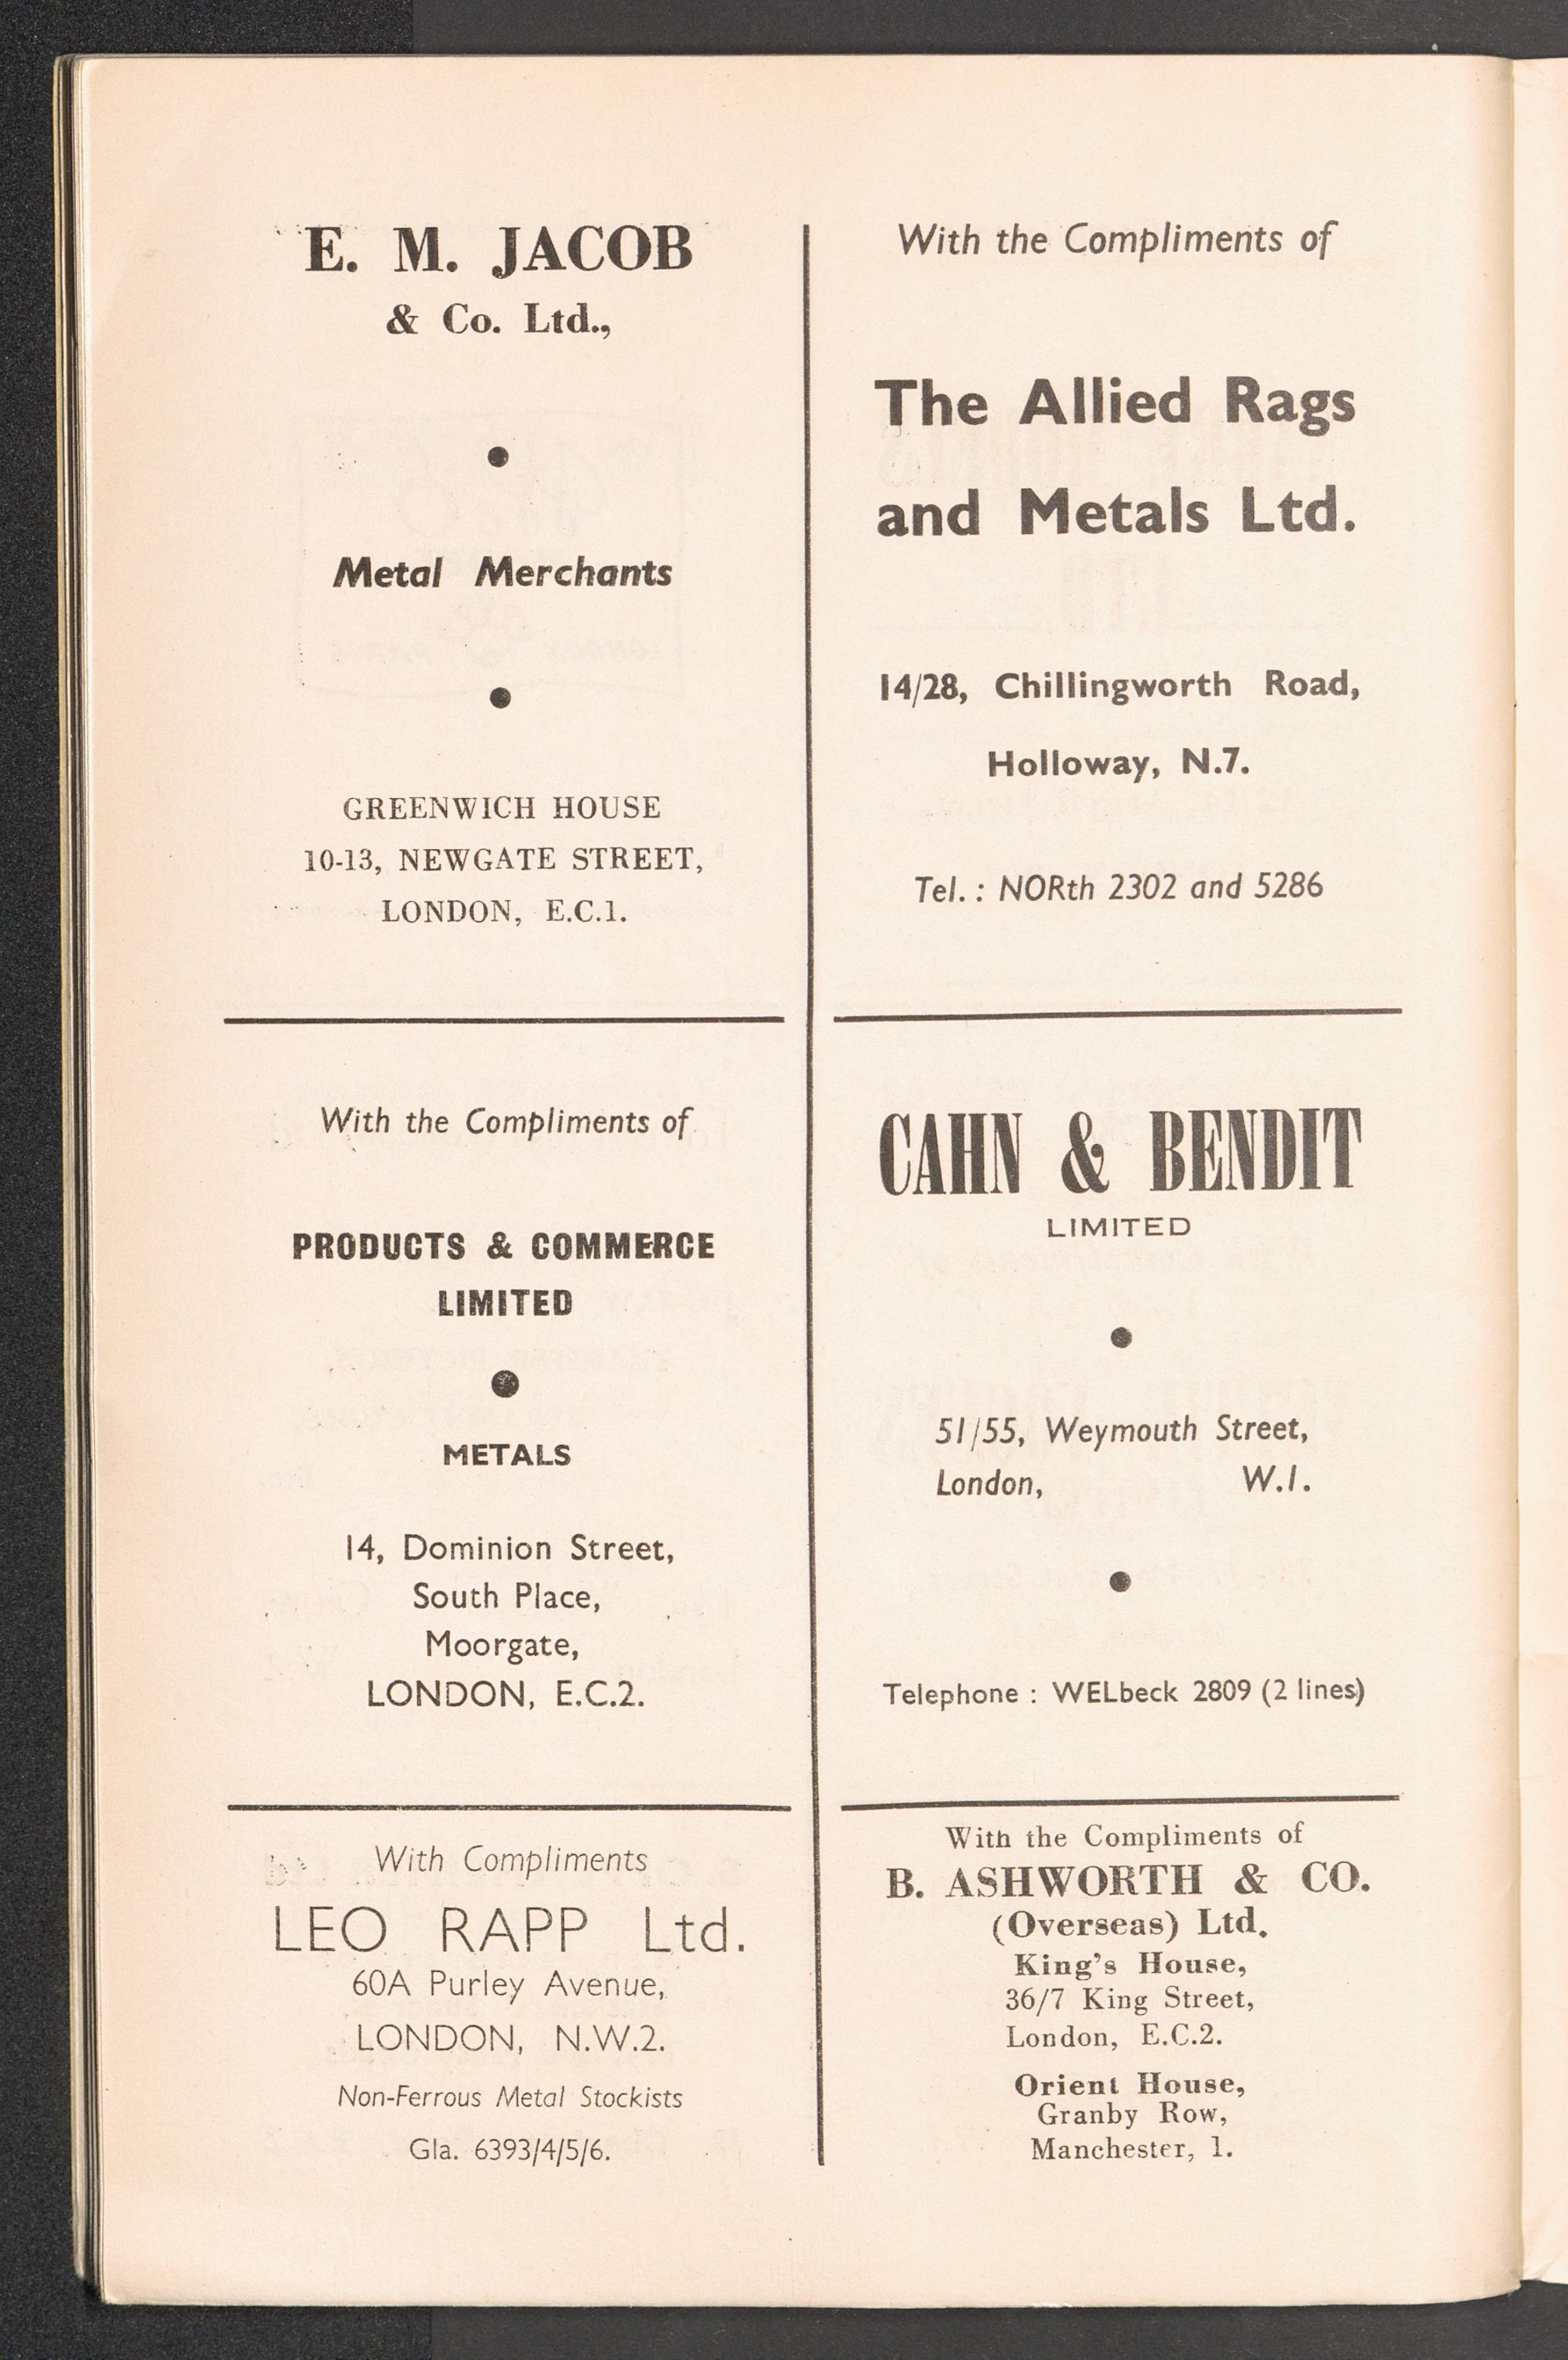 E. M. JACOB
& Co. Ltd.,
Metal Merchants
GREENWICH HOUSE
10-13, NEWGATE STREET,
LONDON, E.C.1.
With the Compliments of
PRODUCTS & COMMERCE
LIMITED
METALS
14, Dominion Street,
South Place,
Moorgate,
LONDON, E.C.2.
With Compliments
LEO RAPP Ltd.
60A Purley Avenue,
LONDON, N.W.2.
Non-Ferrous Metal Stockists
Gla. 6393/4/5/6.
With the Compliments of
The Allied Rags
and Metals Ltd.
14/28, Chillingworth Road,
Holloway, N.7.
Tel. : NORth 2302 and 5286
CAHN & BENDIT
LIMITED
51/55, Weymouth Street,
London, W.1.
Telephone : WELbeck 2809 (2 lines)
With the Compliments of
B. ASHWORTH & CO.
(Overseas) Ltd.
King's House,
36/7 King Street,
London, E.C.2.
Orient House,
Granby Row,
Manchester, 1.